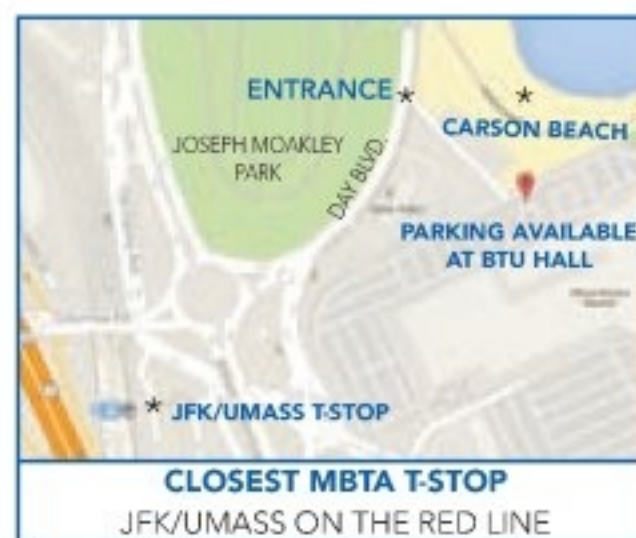 ENTRANCE *
*
CARSON BEACH
JOSEPH MOAKLEY
PARK
DAY BLVD.
PARKING AVAILABLE
AT BTU HALL
* JFK/UMASS T-STOP
CLOSEST MBTA T-STOP
JFK/UMASS ON THE RED LINE